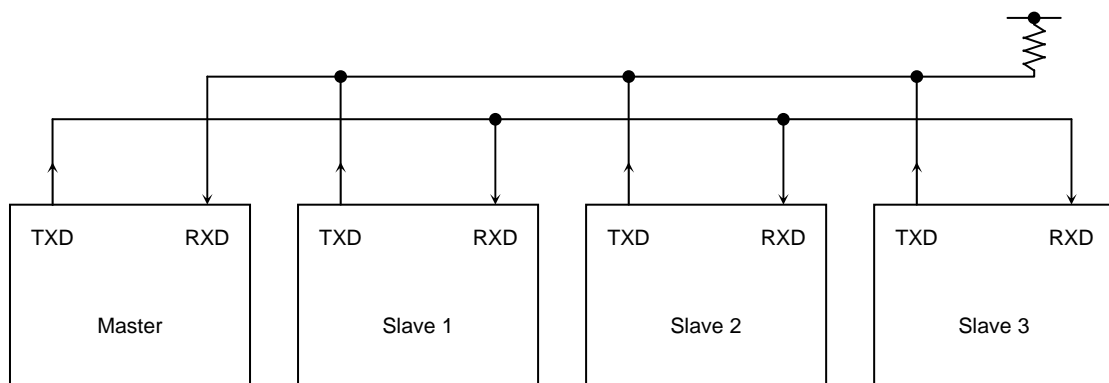 TXD RXD TXD RXD TXD RXD TXD RXD
Master Slave 1 Slave 2 Slave 3